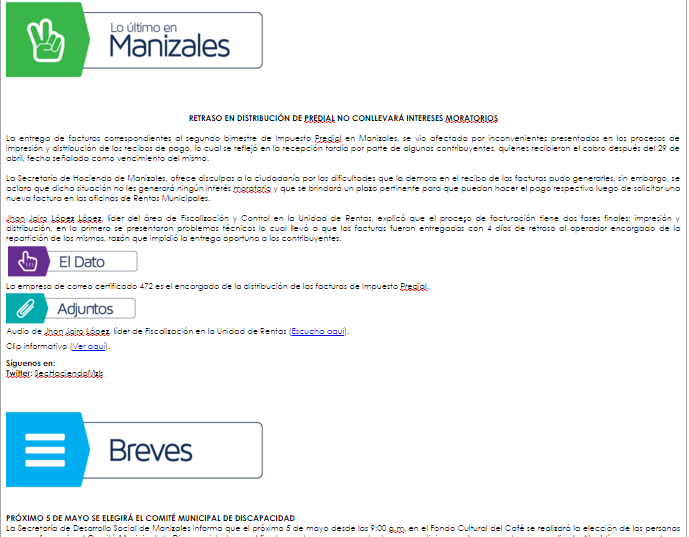 Lo último en
Manizales
RETRASO EN DISTRIBUCIÓN DE PREDIAL NO CONLLEVARÁ INTERESES MORATORIOS
La entrega de facturas correspondientes al segundo bimestre de Impuesto Predial en Manizales, se vio afectada por inconvenientes presentados en los procesos de
impresión y distribución de los recibos de pago, lo cual se reflejó en la recepción tardía por parte de algunos contribuyentes, quienes recibieron el cobro después del 29 de
abril, fecha señalada como vencimiento del mismo.
La Secretaría de Hacienda de Manizales, ofrece disculpas a la ciudadanía por las dificultades que la demora en el recibo de las facturas pudo generarles, sin embargo, se
aclara que dicha situación no les generará ningún interés moratorio y que se brindará un plazo pertinente para que puedan hacer el pago respectivo luego de solicitar una
nueva factura en las oficinas de Rentas Municipales.
Jhon Jairo López López, líder del área de Fiscalización y Control en la Unidad de Rentas, explicó que el proceso de facturación tiene dos fases finales; impresión y
distribución, en la primera se presentaron problemas técnicos lo cual llevó a que las facturas fueran entregadas con 4 días de retraso al operador encargado de la
repartición de las mismas, razón que impidió la entrega oportuna a los contribuyentes.
El Dato
La empresa de correo certificado 472 es el encargado de la distribución de las facturas de Impuesto Predial.
Adjuntos
Audio de Jhon Jairo López, líder de Fiscalización en la Unidad de Rentas (Escucha aquí).
Clip informativo (Ver aquí).
Síguenos en:
Twitter: SecHaciendaMzls
Breves
PRÓXIMO 5 DE MAYO SE ELEGIRÁ EL COMITÉ MUNICIPAL DE DISCAPACIDAD
La Secretaría de Desarrollo Social de Manizales informa que el próximo 5 de mayo desde las 9:00 a.m. en el Fondo Cultural del Café se realizará la elección de las personas